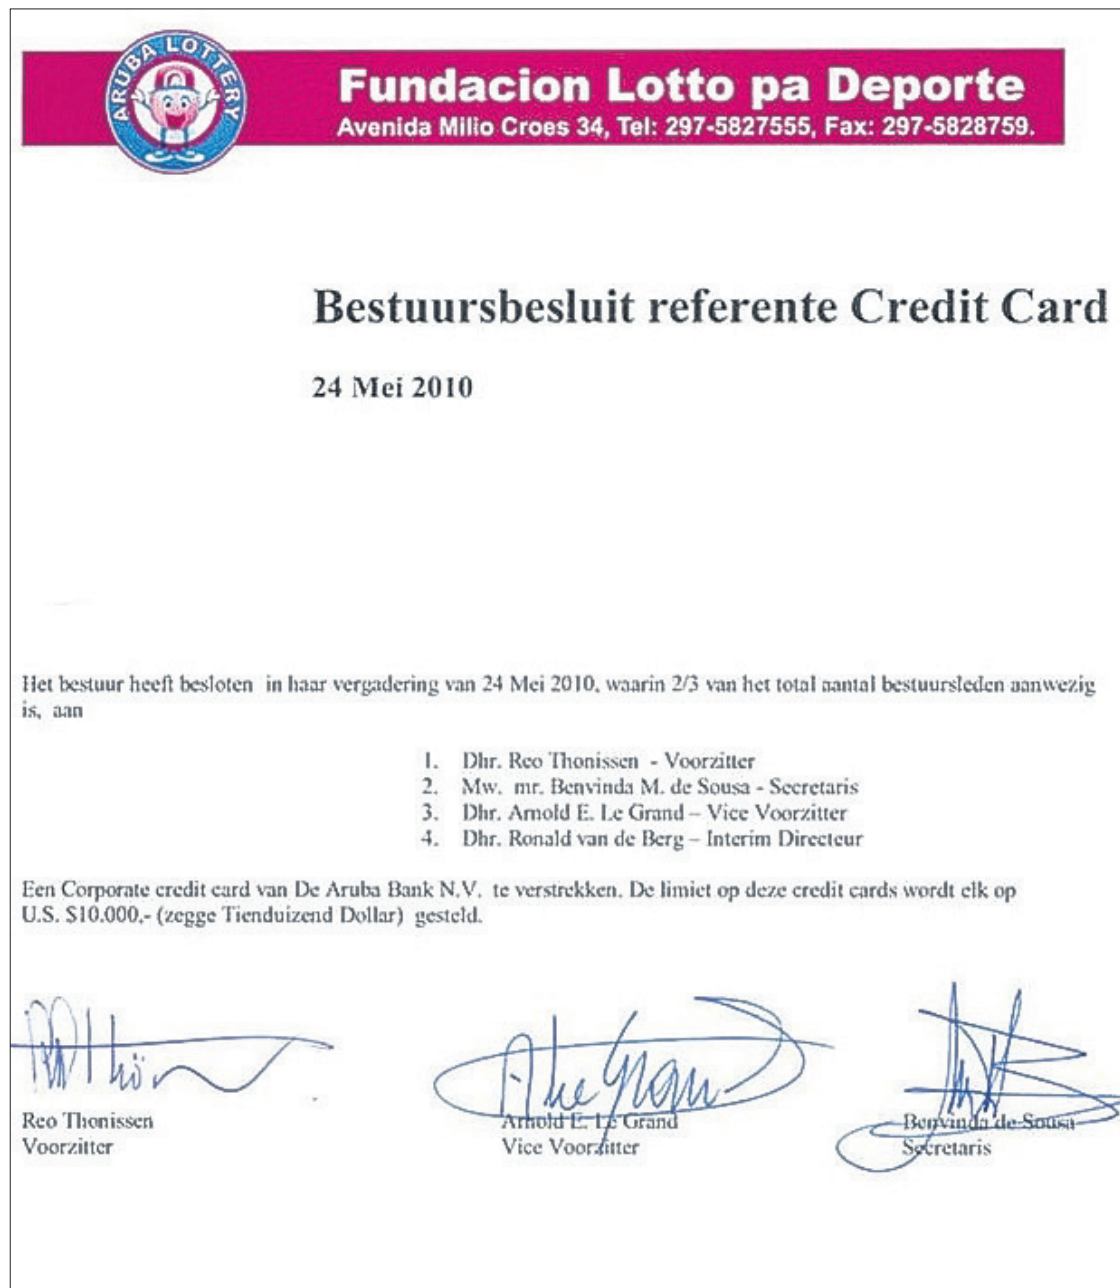 ARUBA LOTTERY
Fundacion Lotto pa Deporte
Avenida Milio Croes 34, Tel: 297-5827555, Fax: 297-5828759.
Bestuursbesluit referente Credit Card
24 Mei 2010
Het bestuur heeft besloten in haar vergadering van 24 Mei 2010, waarin 2/3 van het total aantal bestuursleden aanwezig
is, aan
1. Dhr. Reo Thonissen - Voorzitter
2. Mw. mr. Benvinda M. de Sousa - Secretaris
3. Dhr. Arnold E. Le Grand – Vice Voorzitter
4. Dhr. Ronald van de Berg – Interim Directeur
Een Corporate credit card van De Aruba Bank N.V. te verstrekken. De limiet op deze credit cards wordt elk op
U.S. $10.000,- (zegge Tienduizend Dollar) gesteld.
Reo Thonissen
Voorzitter
Arnold E. Le Grand
Vice Voorzitter
Benvinda de Sousa
Secretaris